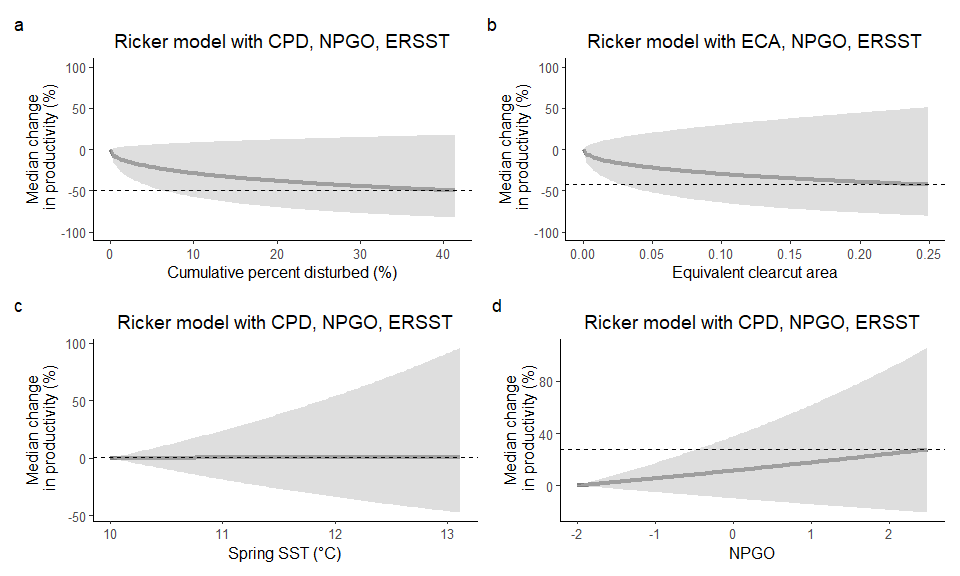 a
Ricker model with CPD, NPGO, ERSST
Median change
in productivity (%)
100
50
0
-50
-100
0
10
20
30
40
Cumulative percent disturbed (%)
b
Ricker model with ECA, NPGO, ERSST
Median change
in productivity (%)
100
50
0
-50
-100
0.00
0.05
0.10
0.15
0.20
0.25
Equivalent clearcut area
c
Ricker model with CPD, NPGO, ERSST
Median change
in productivity (%)
100
50
0
-50
10
11
12
13
Spring SST (°C)
d
Ricker model with CPD, NPGO, ERSST
Median change
in productivity (%)
80
40
0
-2
-1
0
1
2
NPGO